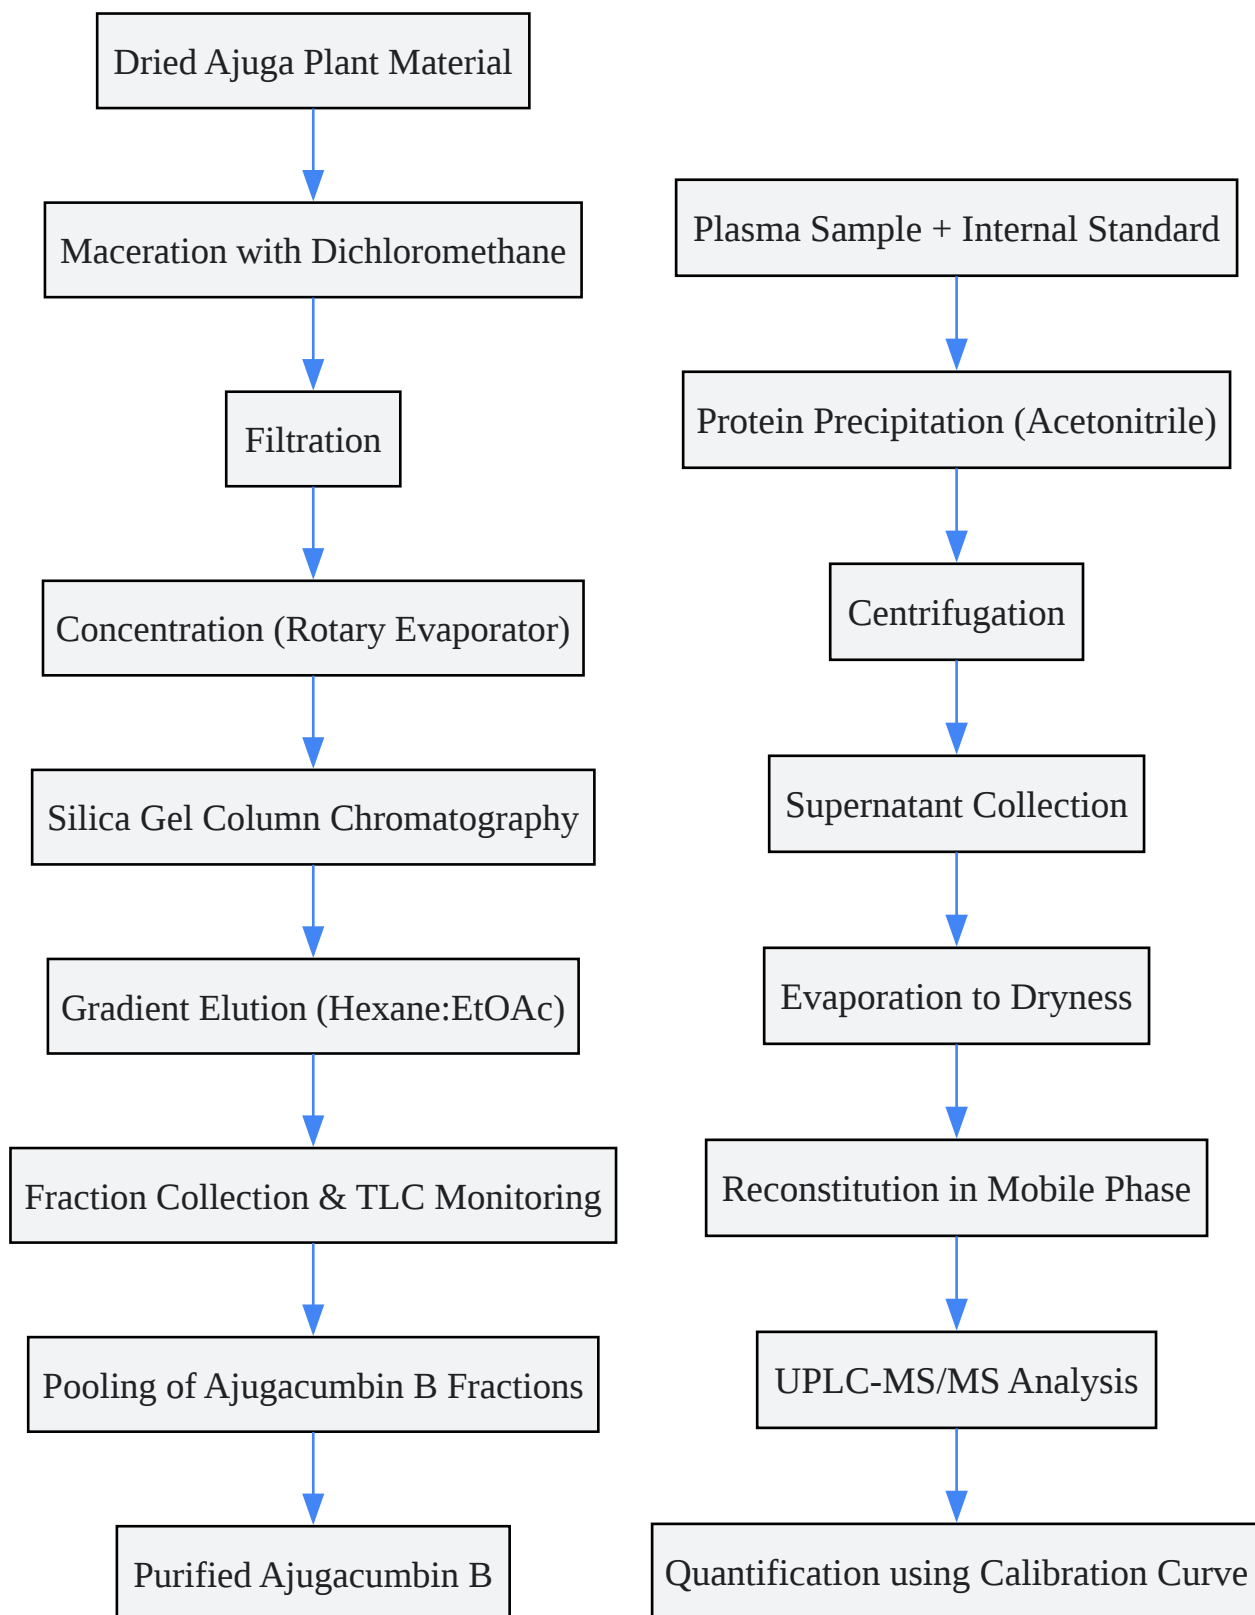 Dried Ajuga Plant Material
Maceration with Dichloromethane
Filtration
Concentration (Rotary Evaporator)
Silica Gel Column Chromatography
Gradient Elution (Hexane:EtOAc)
Fraction Collection & TLC Monitoring
Pooling of Ajugacumbin B Fractions
Purified Ajugacumbin B
Plasma Sample + Internal Standard
Protein Precipitation (Acetonitrile)
Centrifugation
Supernatant Collection
Evaporation to Dryness
Reconstitution in Mobile Phase
UPLC-MS/MS Analysis
Quantification using Calibration Curve